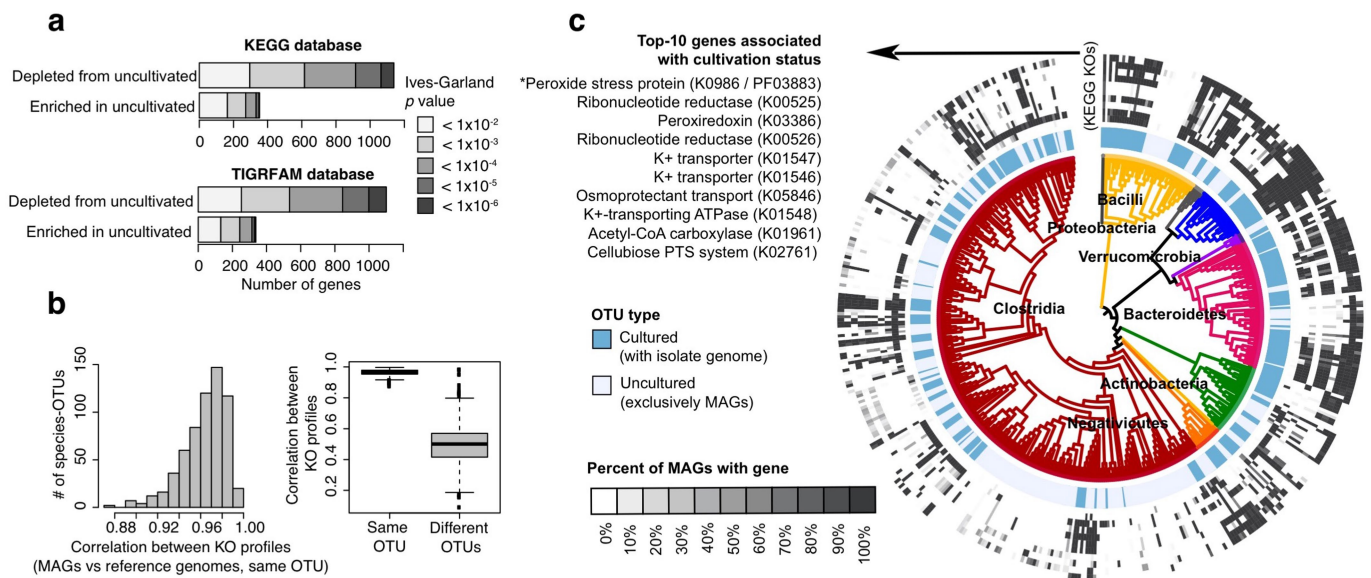 a
KEGG database
Depleted from uncultivated
Enriched in uncultivated
0 200 400 600 800 1000
TIGRFAM database
Depleted from uncultivated
Enriched in uncultivated
0 200 400 600 800 1000
Number of genes
Ives-Garland
p value
< 1x10⁻²
< 1x10⁻³
< 1x10⁻⁴
< 1x10⁻⁵
< 1x10⁻⁶
b
# of species-OTUs
0 50 100 150
0.88 0.92 0.96 1.00
Correlation between KO profiles
(MAGs vs reference genomes, same OTU)
Correlation between
KO profiles
0.2 0.4 0.6 0.8 1.0
Same
OTU
Different
OTUs
c
Top-10 genes associated
with cultivation status
*Peroxide stress protein (K0986 / PF03883)
Ribonucleotide reductase (K00525)
Peroxiredoxin (K03386)
Ribonucleotide reductase (K00526)
K+ transporter (K01547)
K+ transporter (K01546)
Osmoprotectant transport (K05846)
K+-transporting ATPase (K01548)
Acetyl-CoA carboxylase (K01961)
Cellubiose PTS system (K02761)
OTU type
Cultured
(with isolate genome)
Uncultured
(exclusively MAGs)
Percent of MAGs with gene
0%
10%
20%
30%
40%
50%
60%
70%
80%
90%
100%
(KEGG KOs)
Bacilli
Proteobacteria
Verrucomicrobia
Clostridia
Bacteroidetes
Actinobacteria
Negativicutes